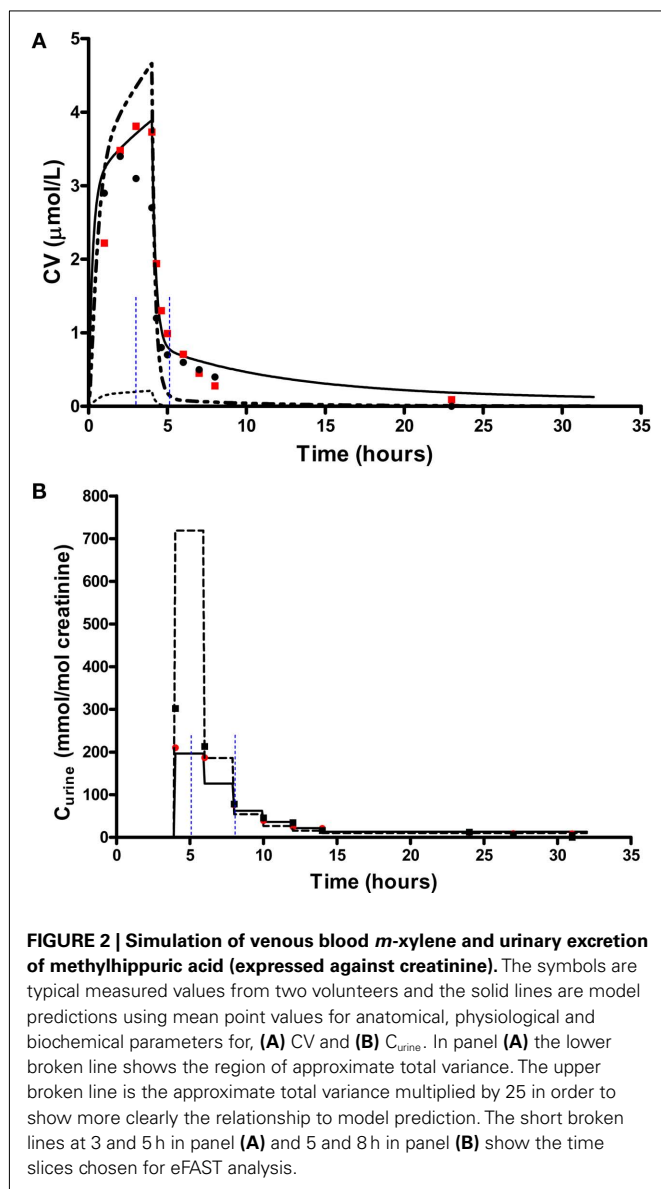 A
5
4
3
2
1
0
CV (μmol/L)
0 5 10 15 20 25 30 35
Time (hours)
B
800
700
600
500
400
300
200
100
0
C_urine (mmol/mol creatinine)
0 5 10 15 20 25 30 35
Time (hours)
FIGURE 2 | Simulation of venous blood m-xylene and urinary excretion
of methylhippuric acid (expressed against creatinine). The symbols are
typical measured values from two volunteers and the solid lines are model
predictions using mean point values for anatomical, physiological and
biochemical parameters for, (A) CV and (B) C_urine. In panel (A) the lower
broken line shows the region of approximate total variance. The upper
broken line is the approximate total variance multiplied by 25 in order to
show more clearly the relationship to model prediction. The short broken
lines at 3 and 5 h in panel (A) and 5 and 8 h in panel (B) show the time
slices chosen for eFAST analysis.